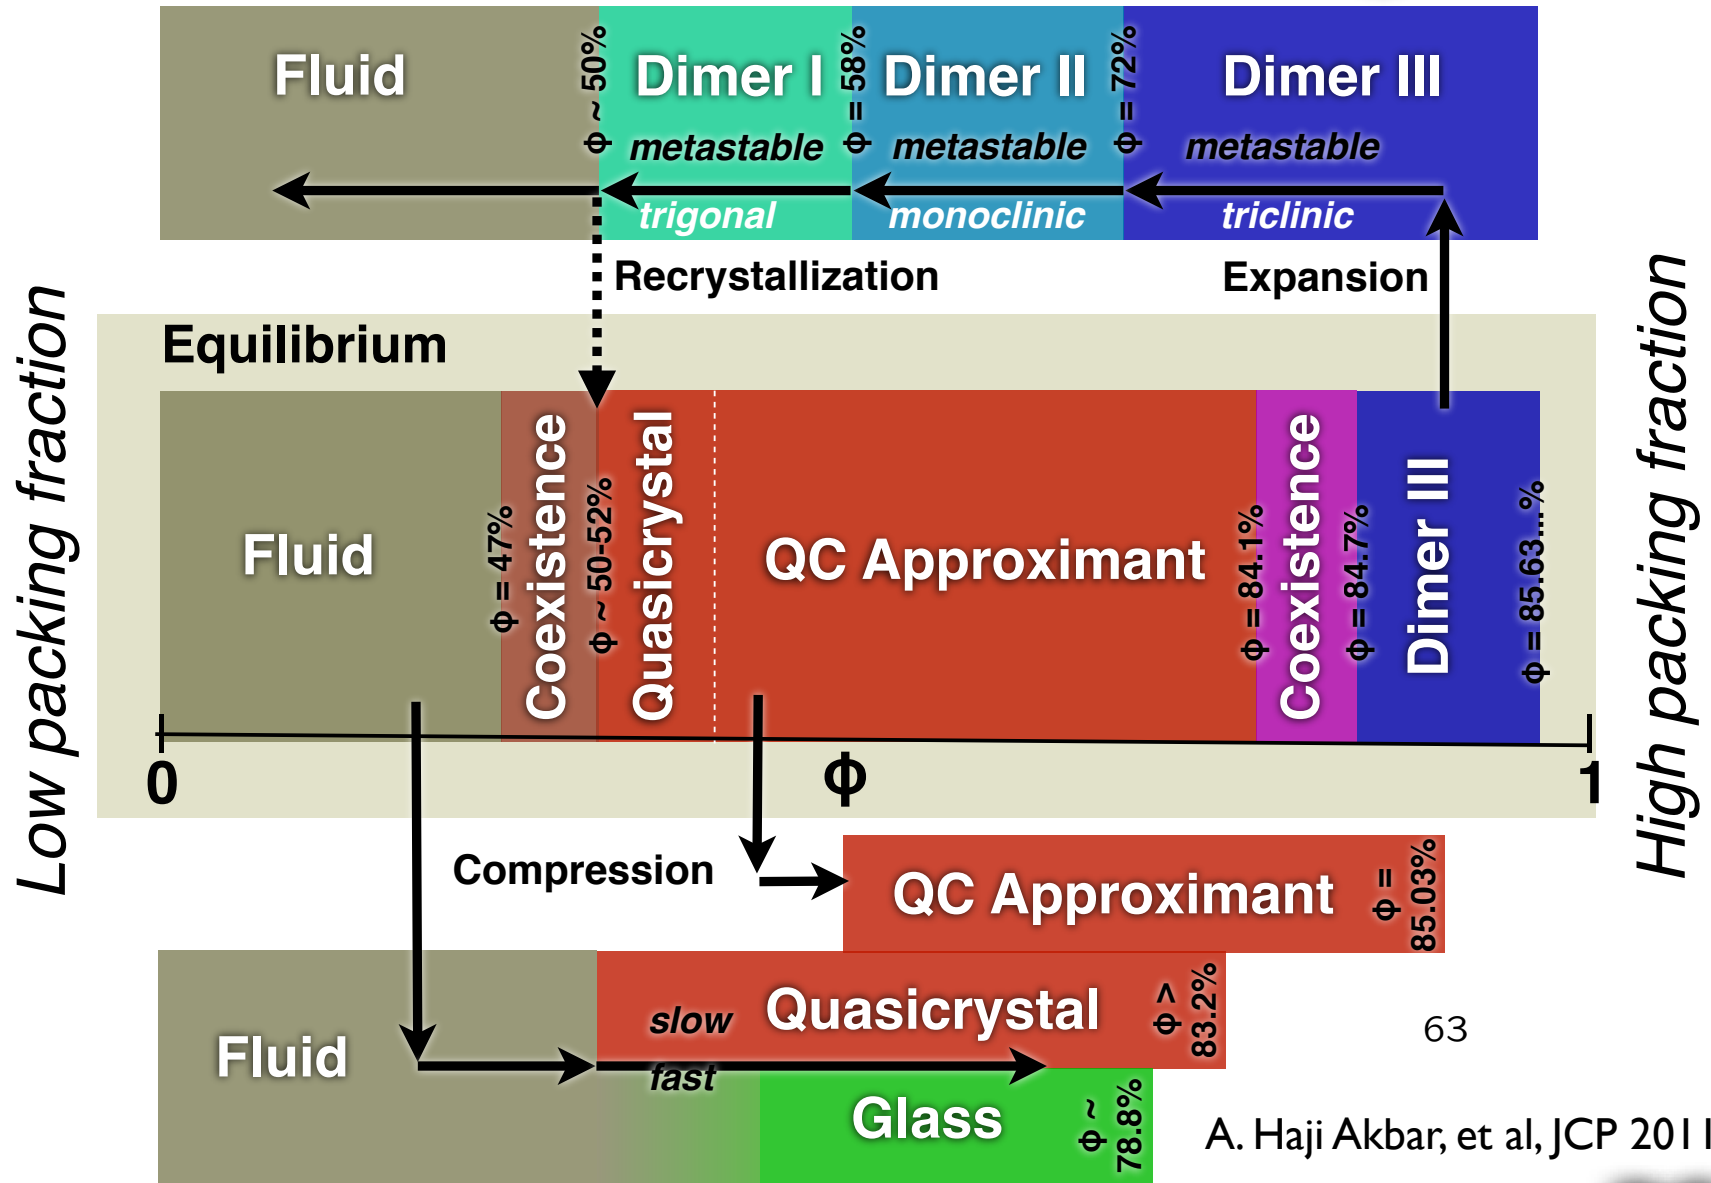 Fluid
ϕ ~ 50%
Dimer I
ϕ = 58%
Dimer II
ϕ = 72%
Dimer III
metastable
metastable
metastable
trigonal
monoclinic
triclinic
Recrystallization
Expansion
Low packing fraction
High packing fraction
Equilibrium
Fluid
ϕ = 47%
Coexistence
ϕ ~ 50-52%
Quasicrystal
QC Approximant
ϕ = 84.1%
Coexistence
ϕ = 84.7%
Dimer III
ϕ = 85.63...%
0
ϕ
1
Compression
QC Approximant
ϕ =
85.03%
Fluid
slow
Quasicrystal
ϕ >
83.2%
fast
Glass
ϕ ~
78.8%
63
A. Haji Akbar, et al, JCP 2011